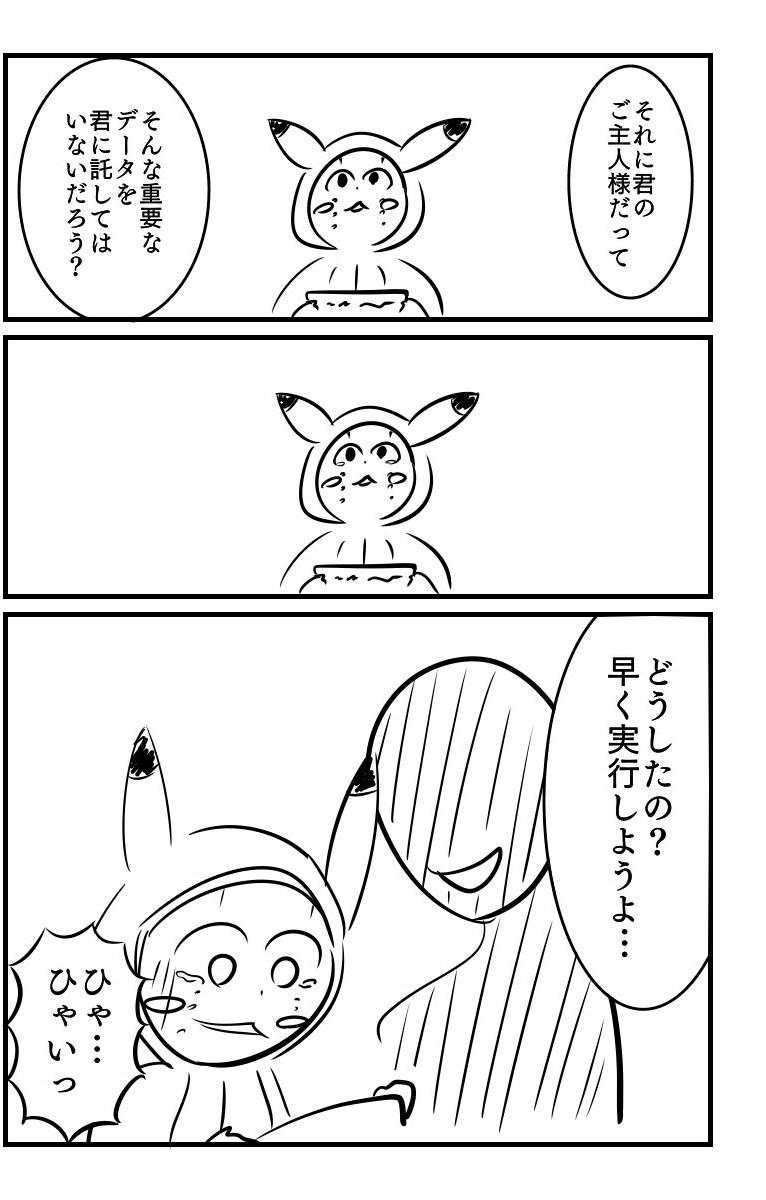 それに君の
ご主人様だって
そんな重要な
データを
君に託しては
いないだろう?
どうしたの?
早く実行しようよ…
ひゃ…
ひゃいっ